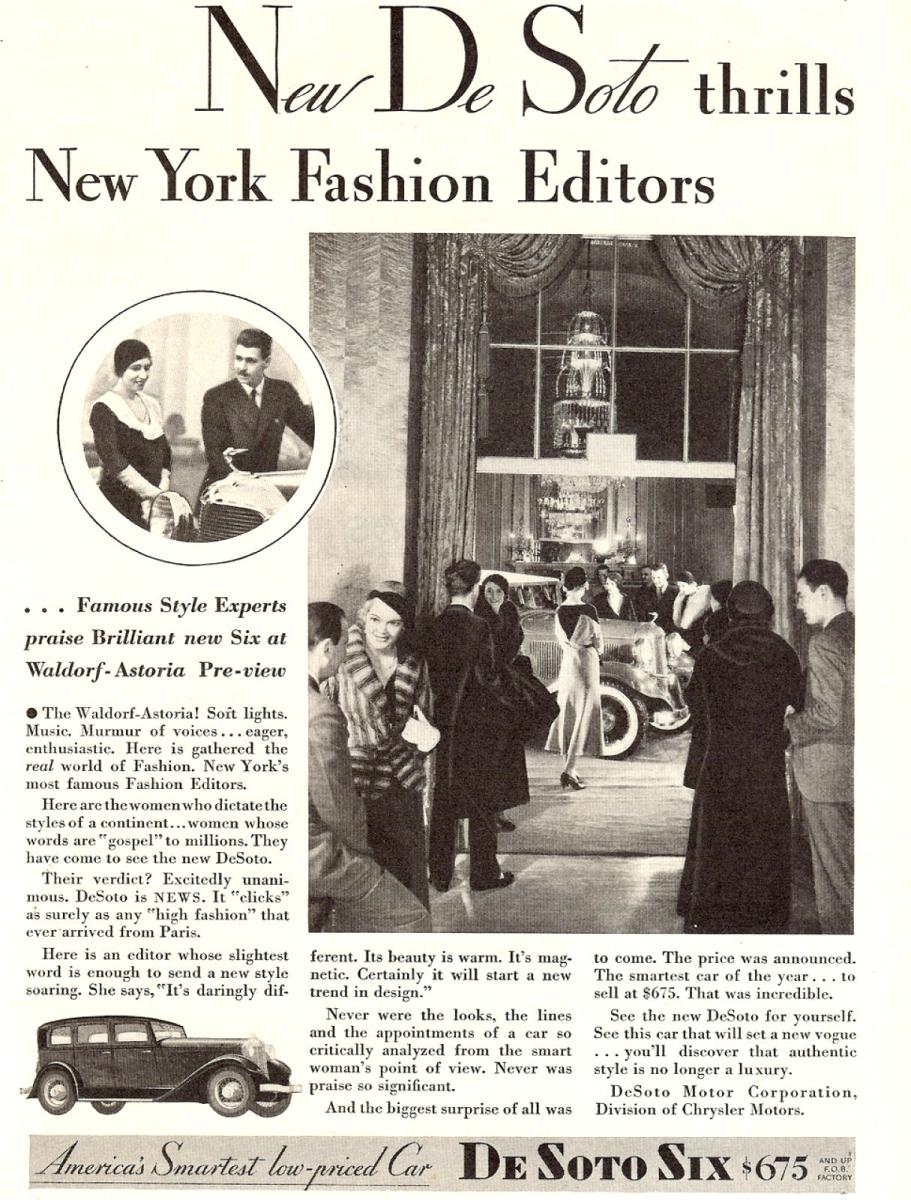 New De Soto thrills
New York Fashion Editors
. . . Famous Style Experts
praise Brilliant new Six at
Waldorf-Astoria Pre-view
● The Waldorf-Astoria! Soft lights.
Music. Murmur of voices . . . eager,
enthusiastic. Here is gathered the
real world of Fashion. New York's
most famous Fashion Editors.
Here are the women who dictate the
styles of a continent...women whose
words are "gospel" to millions. They
have come to see the new DeSoto.
Their verdict? Excitedly unani-
mous. DeSoto is NEWS. It "clicks"
as surely as any "high fashion" that
ever arrived from Paris.
Here is an editor whose slightest
word is enough to send a new style
soaring. She says, "It's daringly dif-
ferent. Its beauty is warm. It's mag-
netic. Certainly it will start a new
trend in design."
Never were the looks, the lines
and the appointments of a car so
critically analyzed from the smart
woman's point of view. Never was
praise so significant.
And the biggest surprise of all was
to come. The price was announced.
The smartest car of the year . . . to
sell at $675. That was incredible.
See the new DeSoto for yourself.
See this car that will set a new vogue
. . . you'll discover that authentic
style is no longer a luxury.
DeSoto Motor Corporation,
Division of Chrysler Motors.
America's Smartest low-priced Car DE SOTO SIX $675 AND UP
F.O.B.
FACTORY